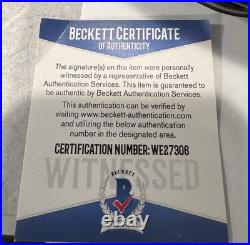 BECKETT CERTIFICATE
OF AUTHENTICITY
The signature(s) on this item were personally
witnessed by a representative of Beckett
Authentication Services. This item is guaranteed
to be authentic by Beckett Authentication Services.
This authentication can be verified by
visiting www.beckett-authentication.com
and utilizing the below authentication number
in the designated area.
CERTIFICATION NUMBER: WE27306
WITNESSED
BECKETT
B